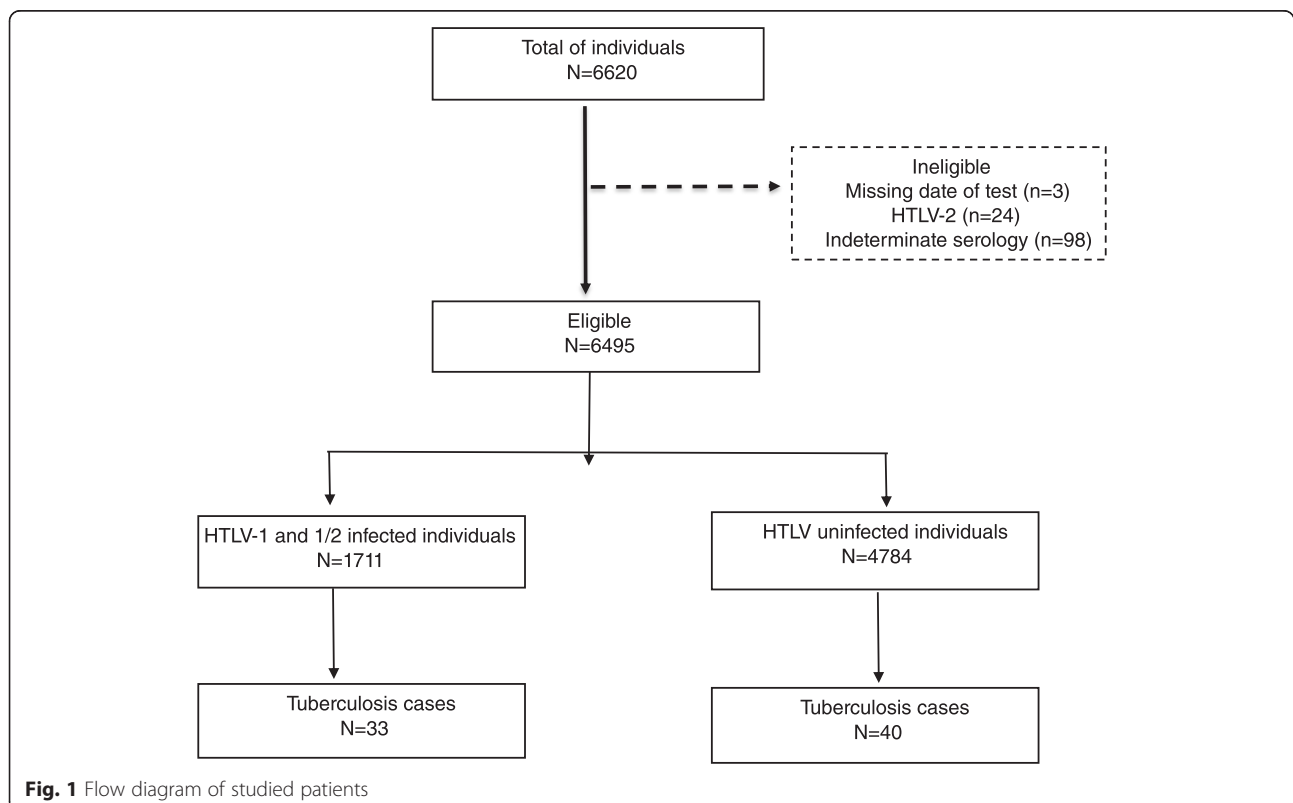 Total of individuals
N=6620
Ineligible
Missing date of test (n=3)
HTLV-2 (n=24)
Indeterminate serology (n=98)
Eligible
N=6495
HTLV-1 and 1/2 infected individuals
N=1711
HTLV uninfected individuals
N=4784
Tuberculosis cases
N=33
Tuberculosis cases
N=40
Fig. 1 Flow diagram of studied patients